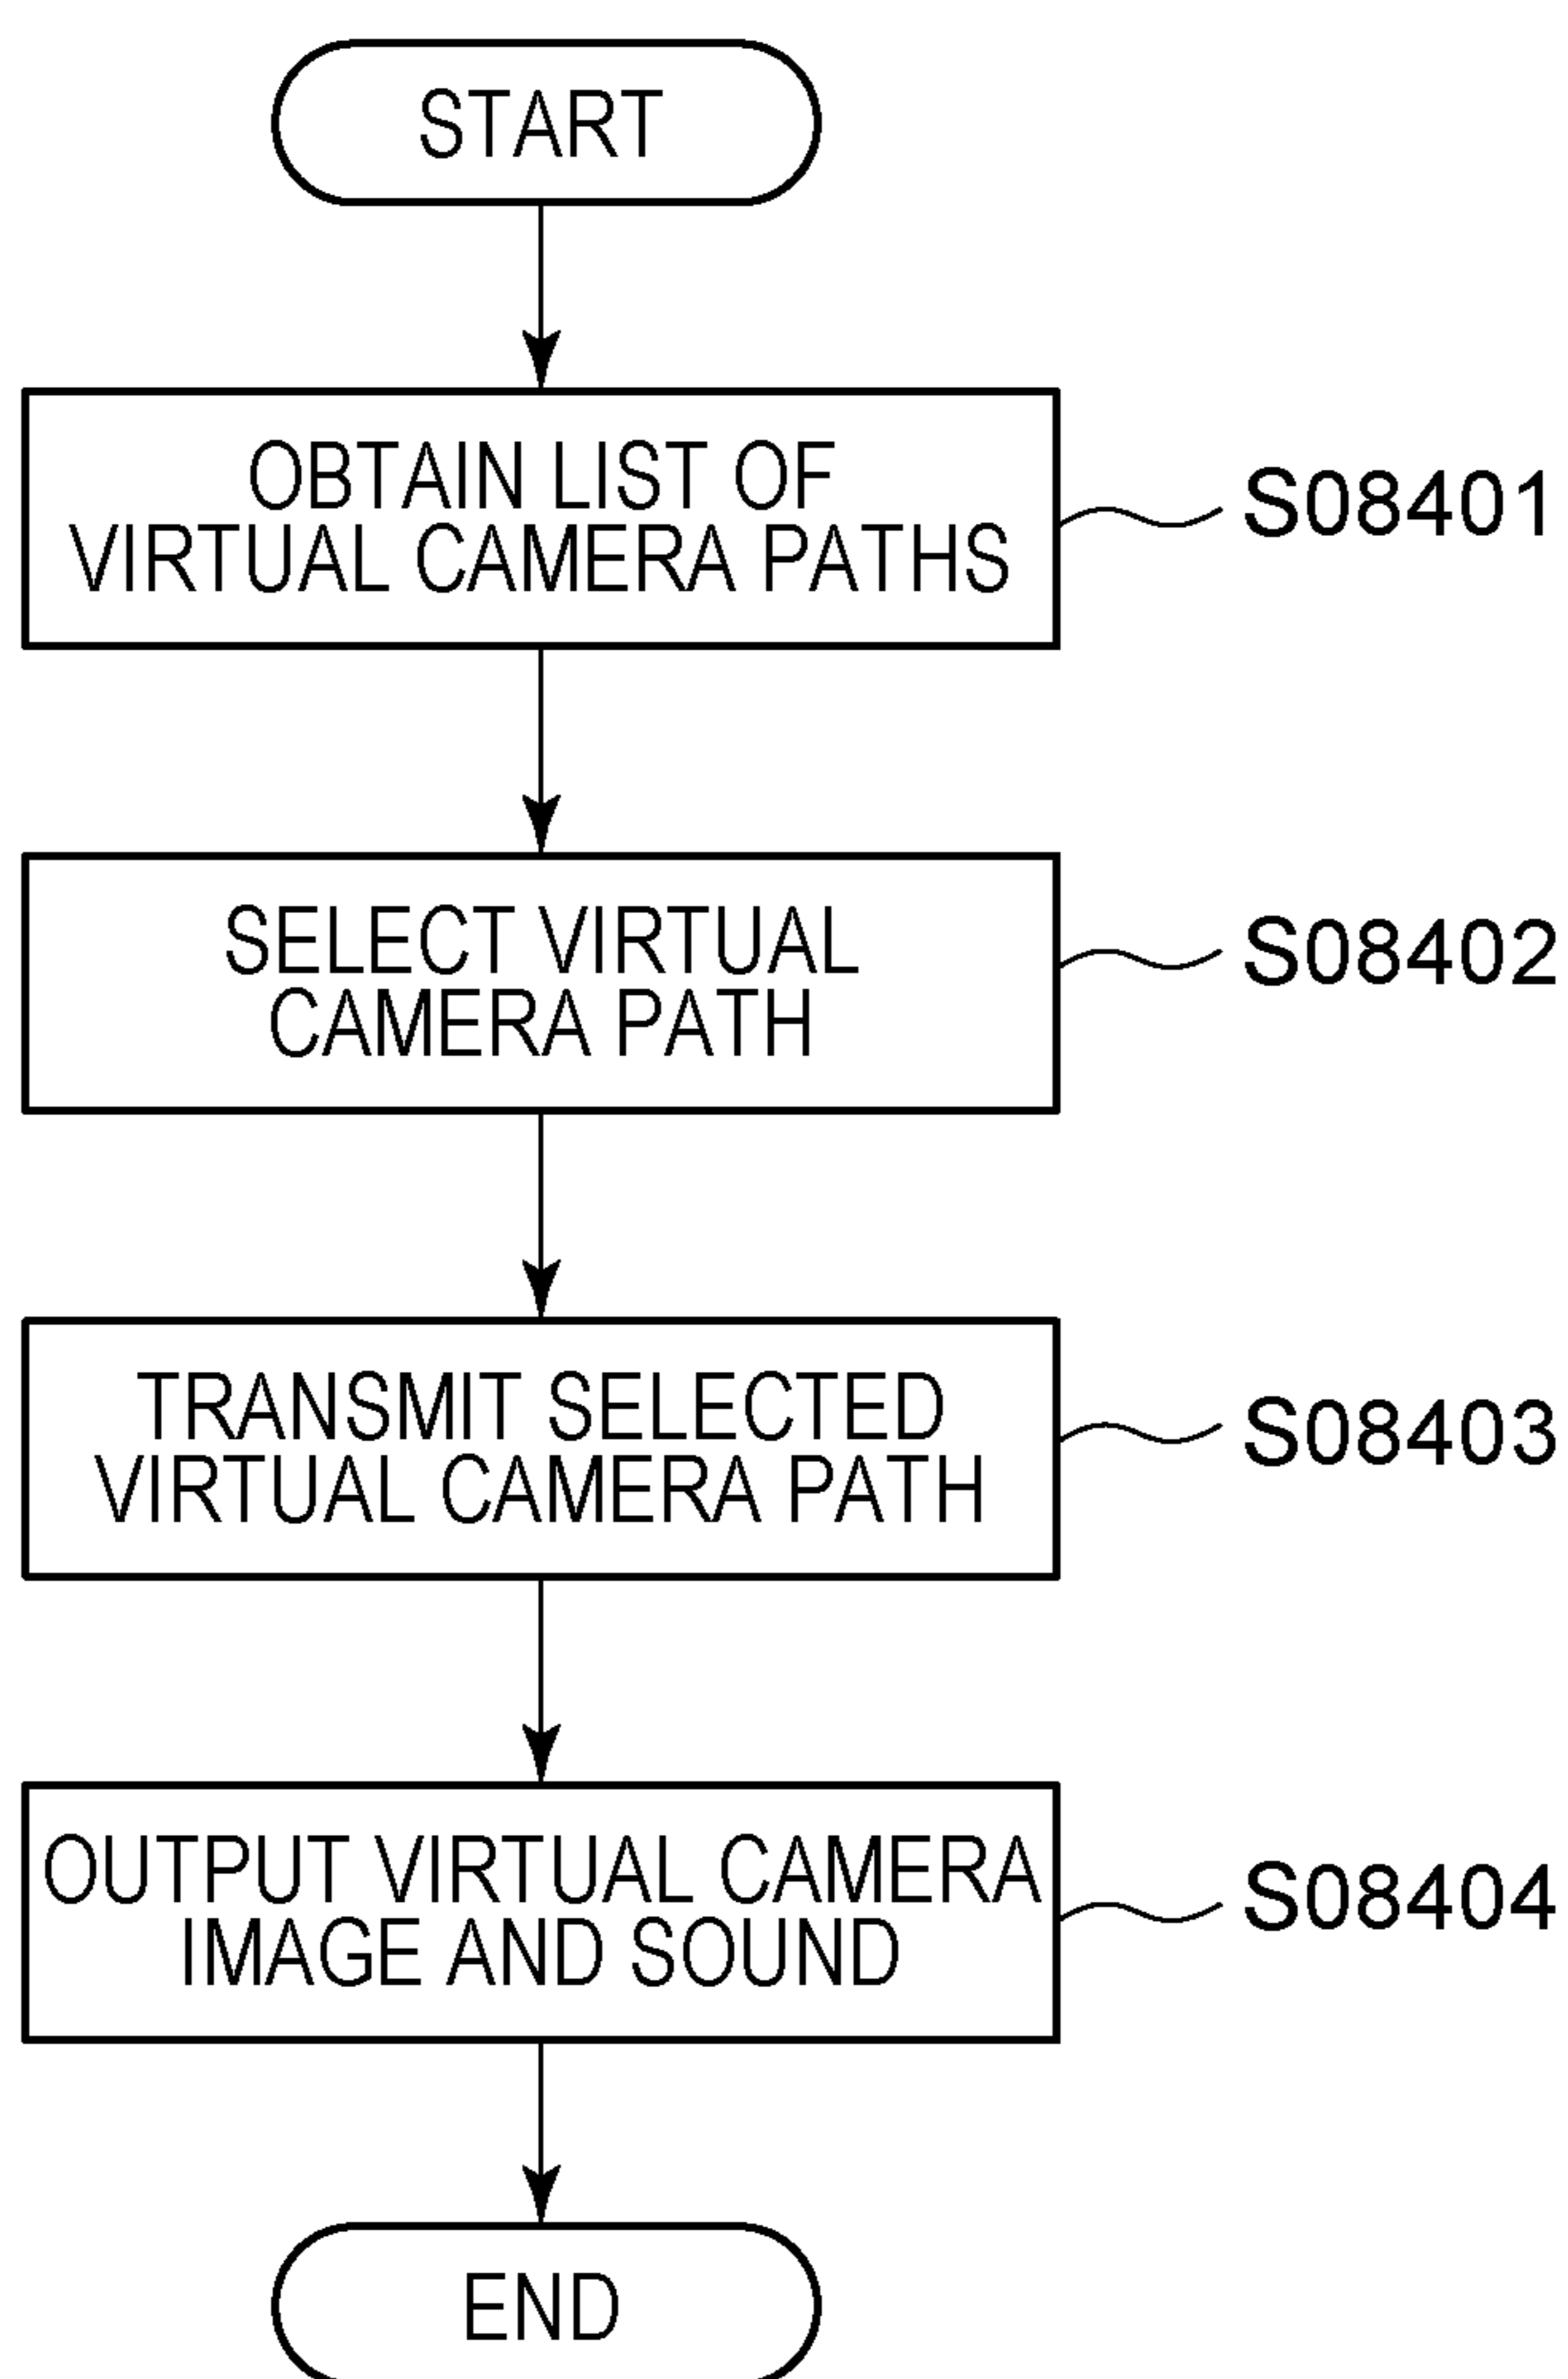 START
OBTAIN LIST OF
VIRTUAL CAMERA PATHS
S08401
SELECT VIRTUAL
CAMERA PATH
S08402
TRANSMIT SELECTED
VIRTUAL CAMERA PATH
S08403
OUTPUT VIRTUAL CAMERA
IMAGE AND SOUND
S08404
END